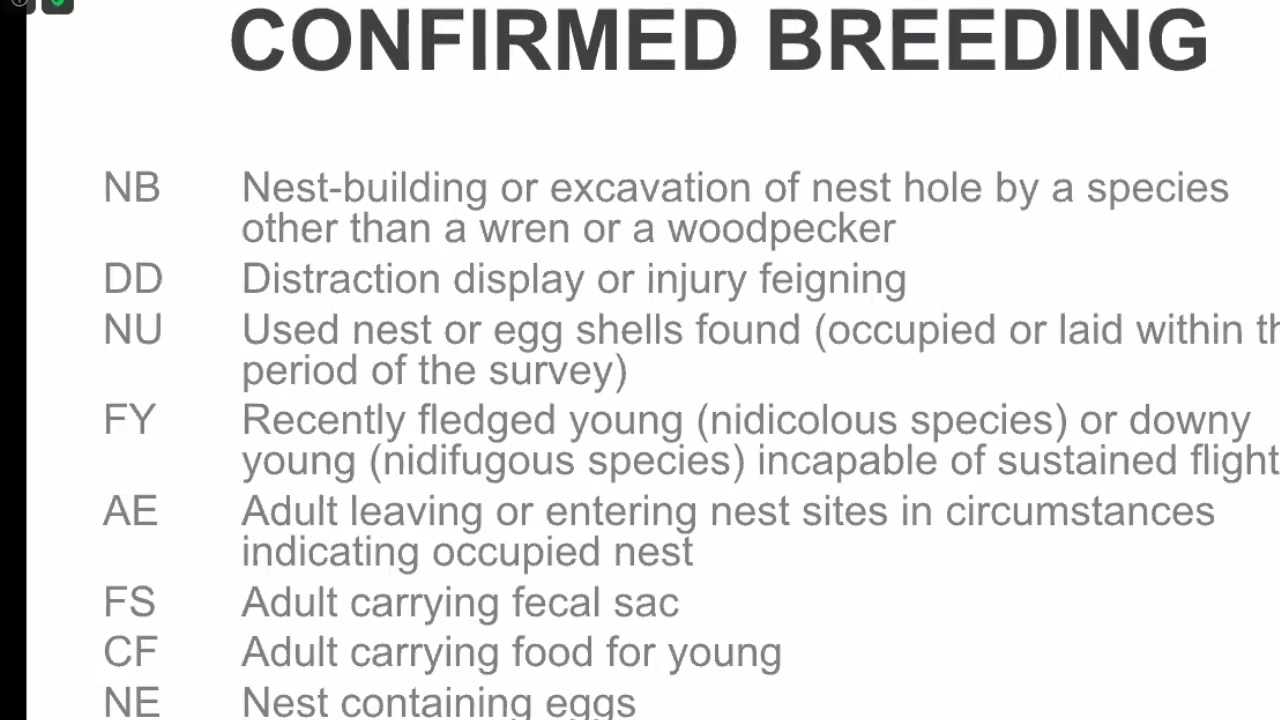 CONFIRMED BREEDING
NB Nest-building or excavation of nest hole by a species
other than a wren or a woodpecker
DD Distraction display or injury feigning
NU Used nest or egg shells found (occupied or laid within
period of the survey)
FY Recently fledged young (nidicolous species) or downy
young (nidifugous species) incapable of sustained flight
AE Adult leaving or entering nest sites in circumstances
indicating occupied nest
FS Adult carrying fecal sac
CF Adult carrying food for young
NE Nest containing eggs